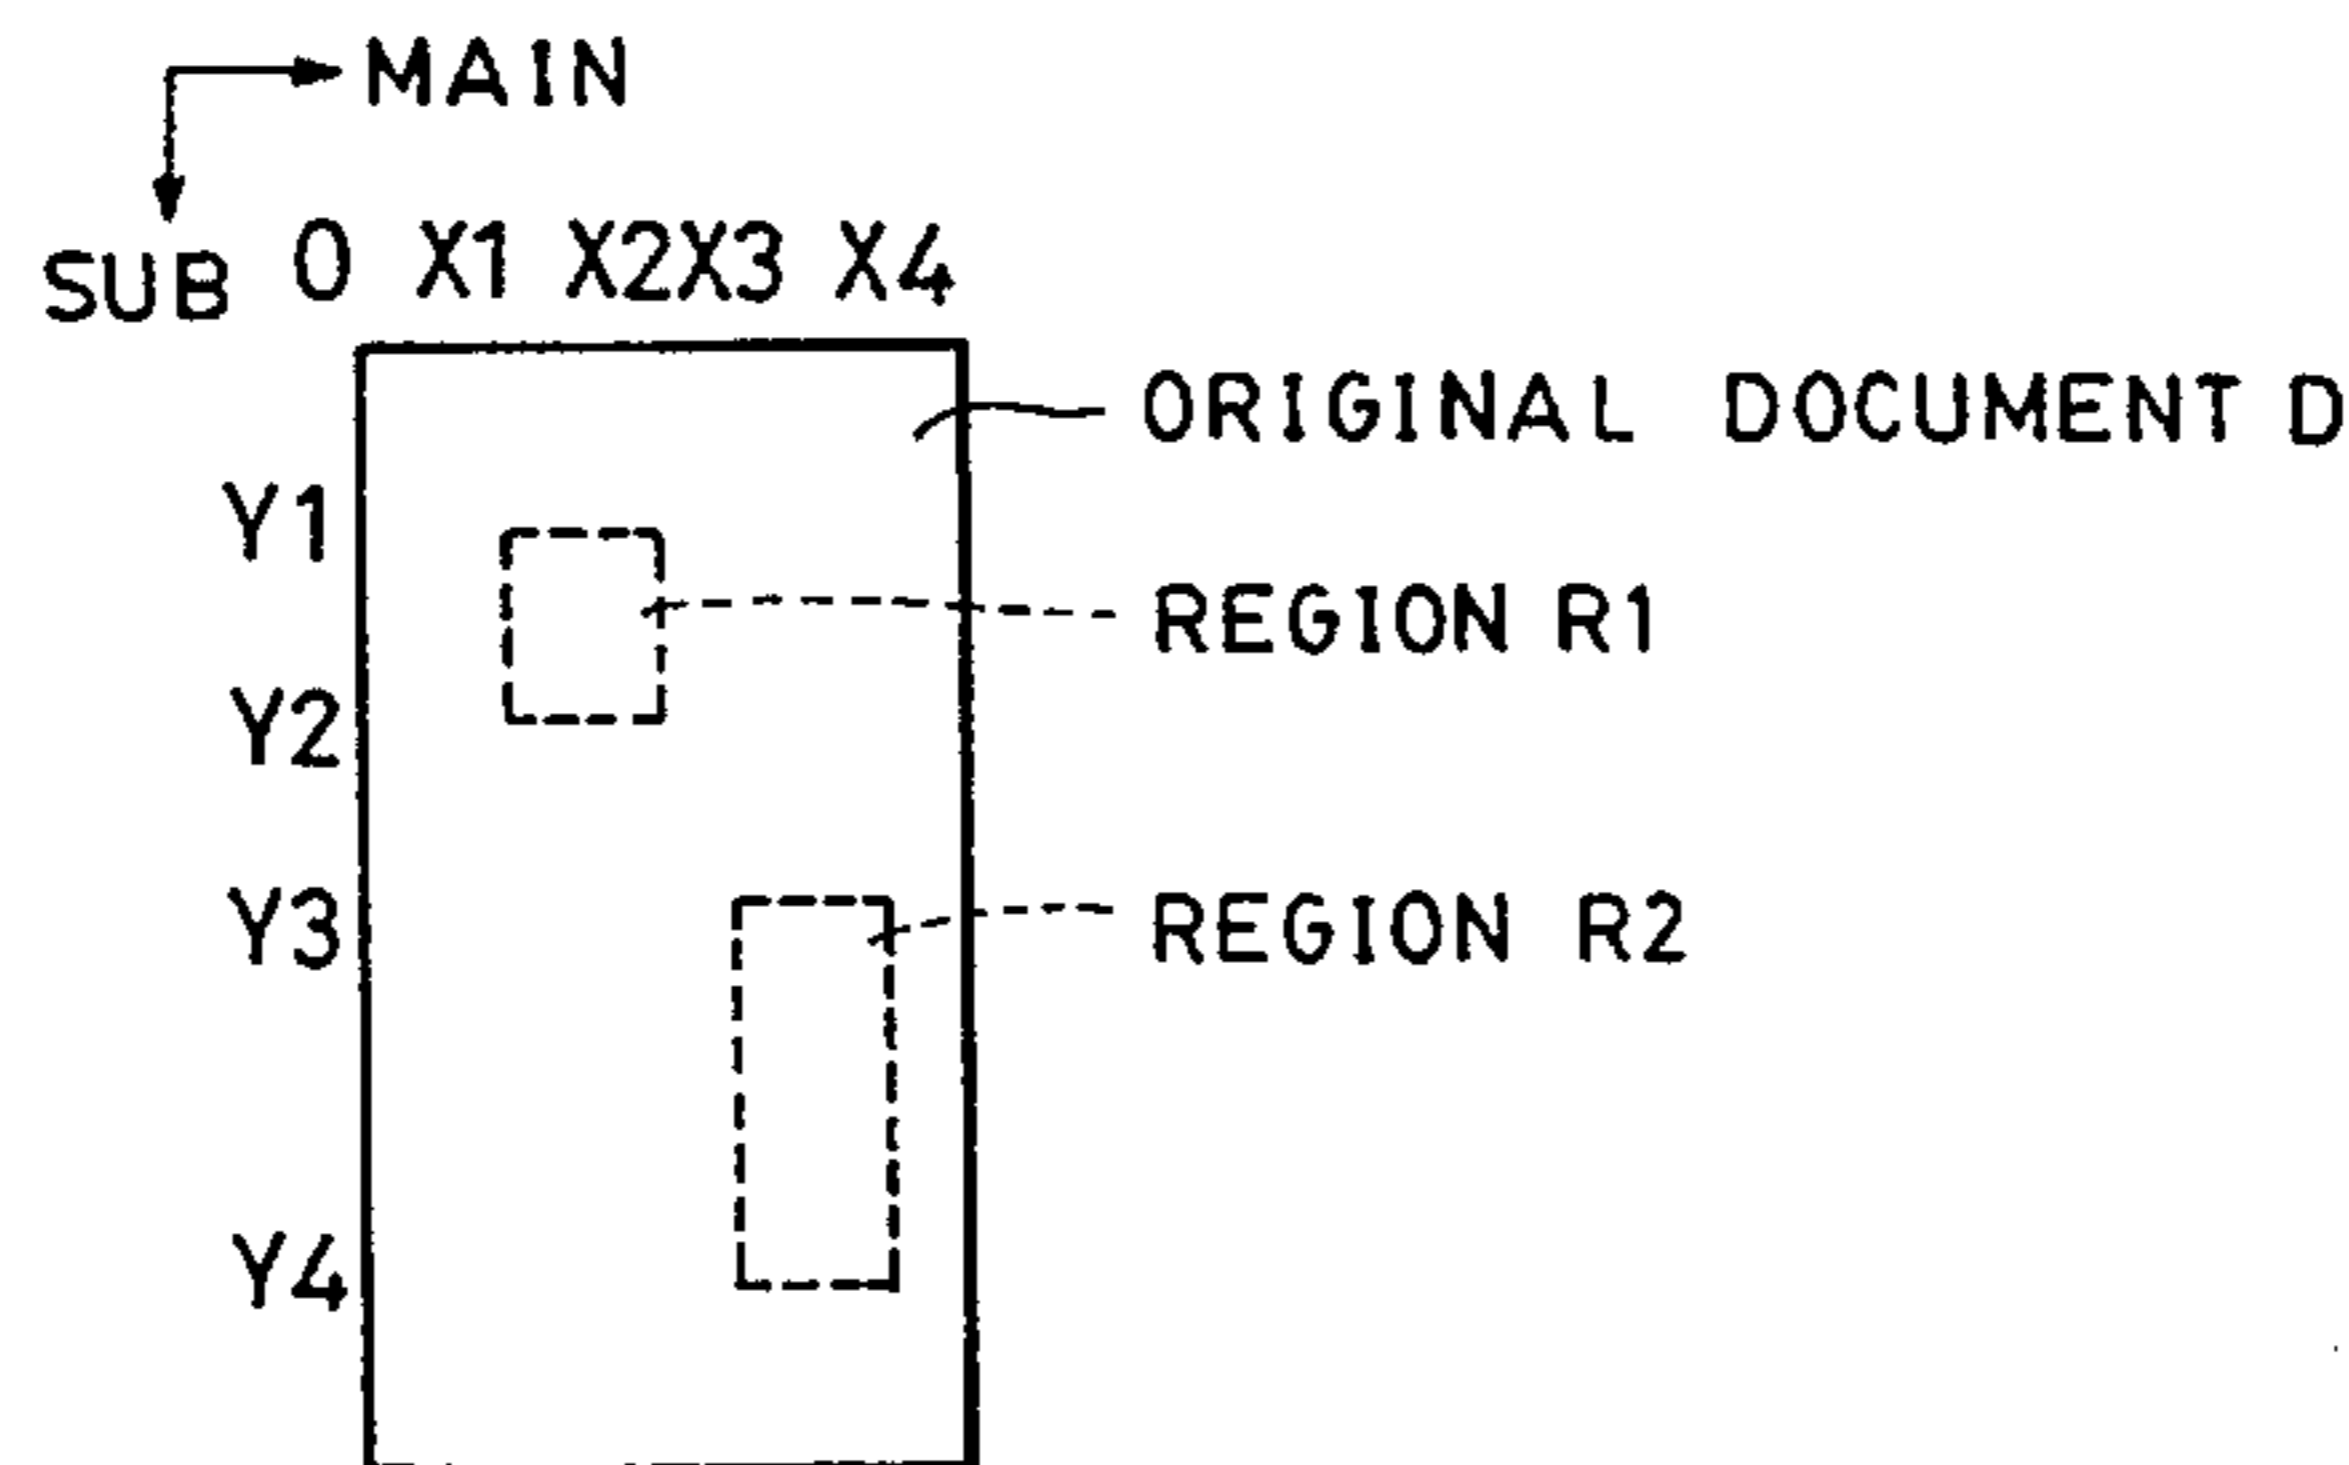 MAIN
SUB
0 X1 X2X3 X4
ORIGINAL DOCUMENT D
Y1
REGION R1
Y2
Y3
REGION R2
Y4